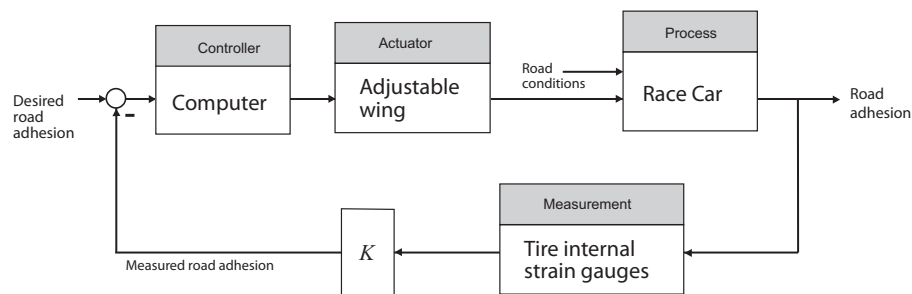 Controller
Actuator
Process
Computer
Adjustable
wing
Road
conditions
Race Car
Desired
road
adhesion
-
Road
adhesion
Measurement
K
Tire internal
strain gauges
Measured road adhesion